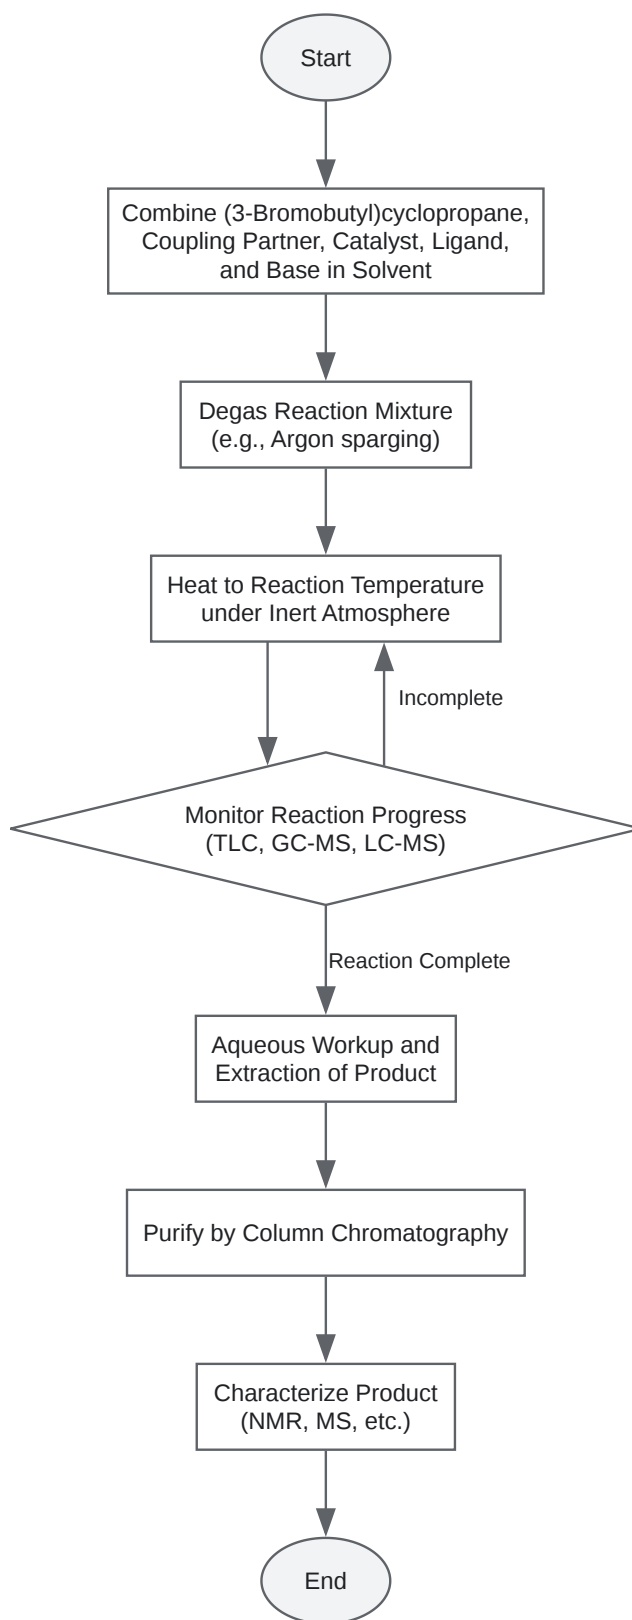 Start
Combine (3-Bromobutyl)cyclopropane,
Coupling Partner, Catalyst, Ligand,
and Base in Solvent
Degas Reaction Mixture
(e.g., Argon sparging)
Heat to Reaction Temperature
under Inert Atmosphere
Incomplete
Monitor Reaction Progress
(TLC, GC-MS, LC-MS)
Reaction Complete
Aqueous Workup and
Extraction of Product
Purify by Column Chromatography
Characterize Product
(NMR, MS, etc.)
End